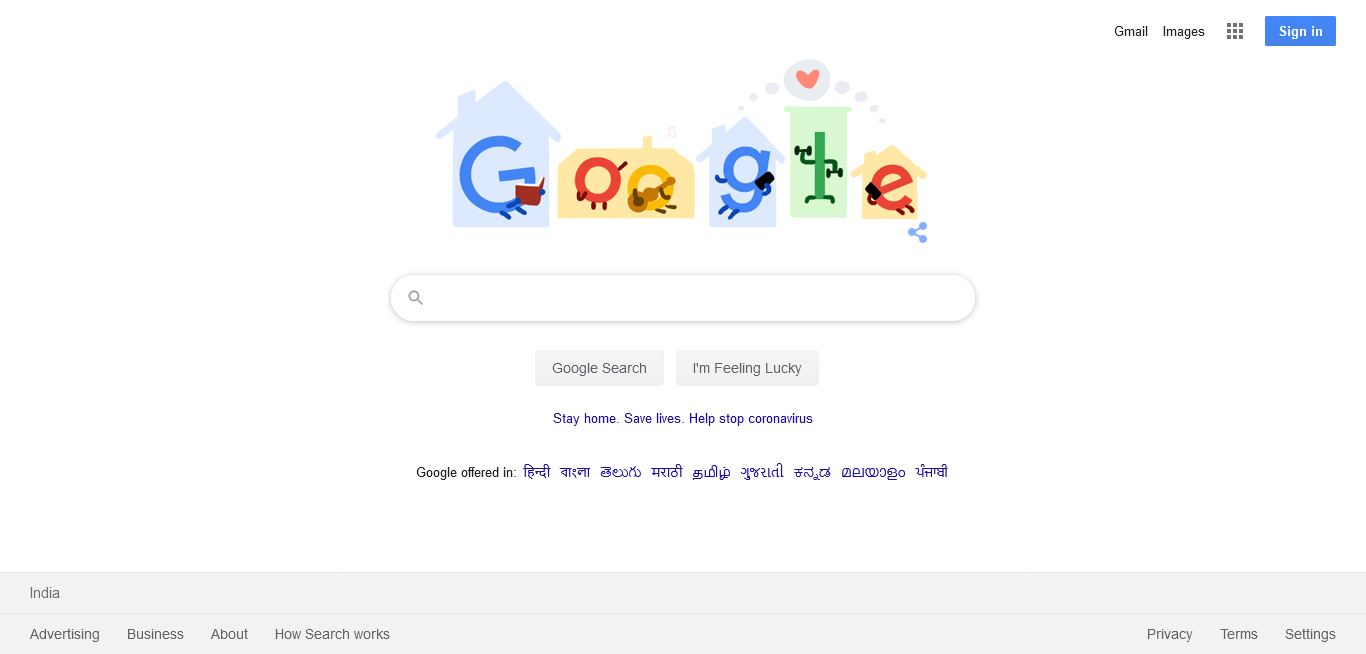 Gmail Images Sign in
Google
Google Search I'm Feeling Lucky
Stay home. Save lives. Help stop coronavirus
Google offered in: हिन्दी বাংলা తెలుగు मराठी தமிழ் ગુજરાતી ಕನ್ನಡ മലയാളം ਪੰਜਾਬੀ
India
Advertising Business About How Search works Privacy Terms Settings